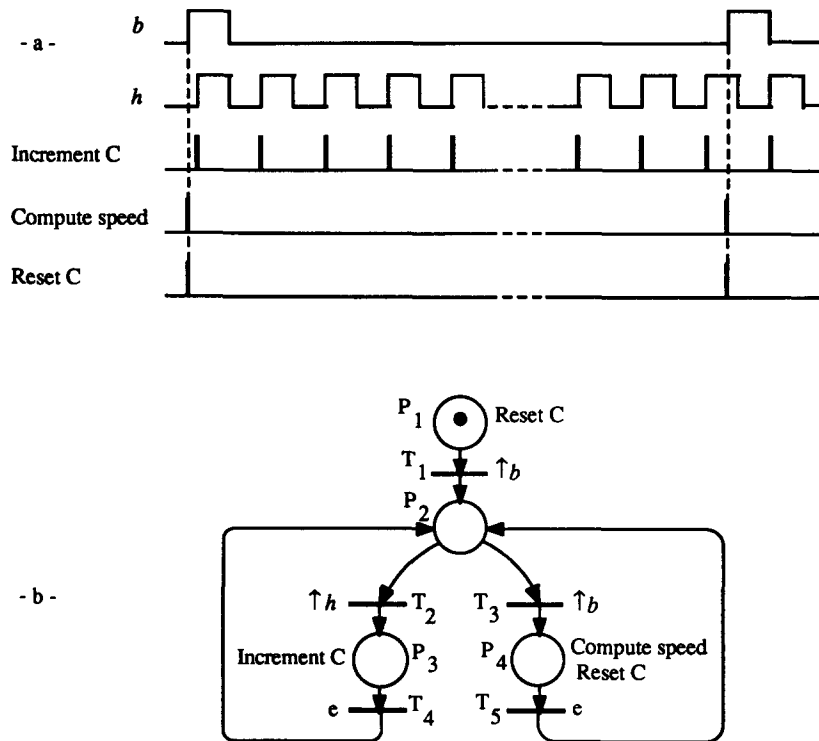 b
- a -
h
Increment C
Compute speed
Reset C
P1 Reset C
T1 ↑b
P2
- b -
↑h T2 T3 ↑b
Increment C P3 P4 Compute speed
Reset C
e T4 T5 e